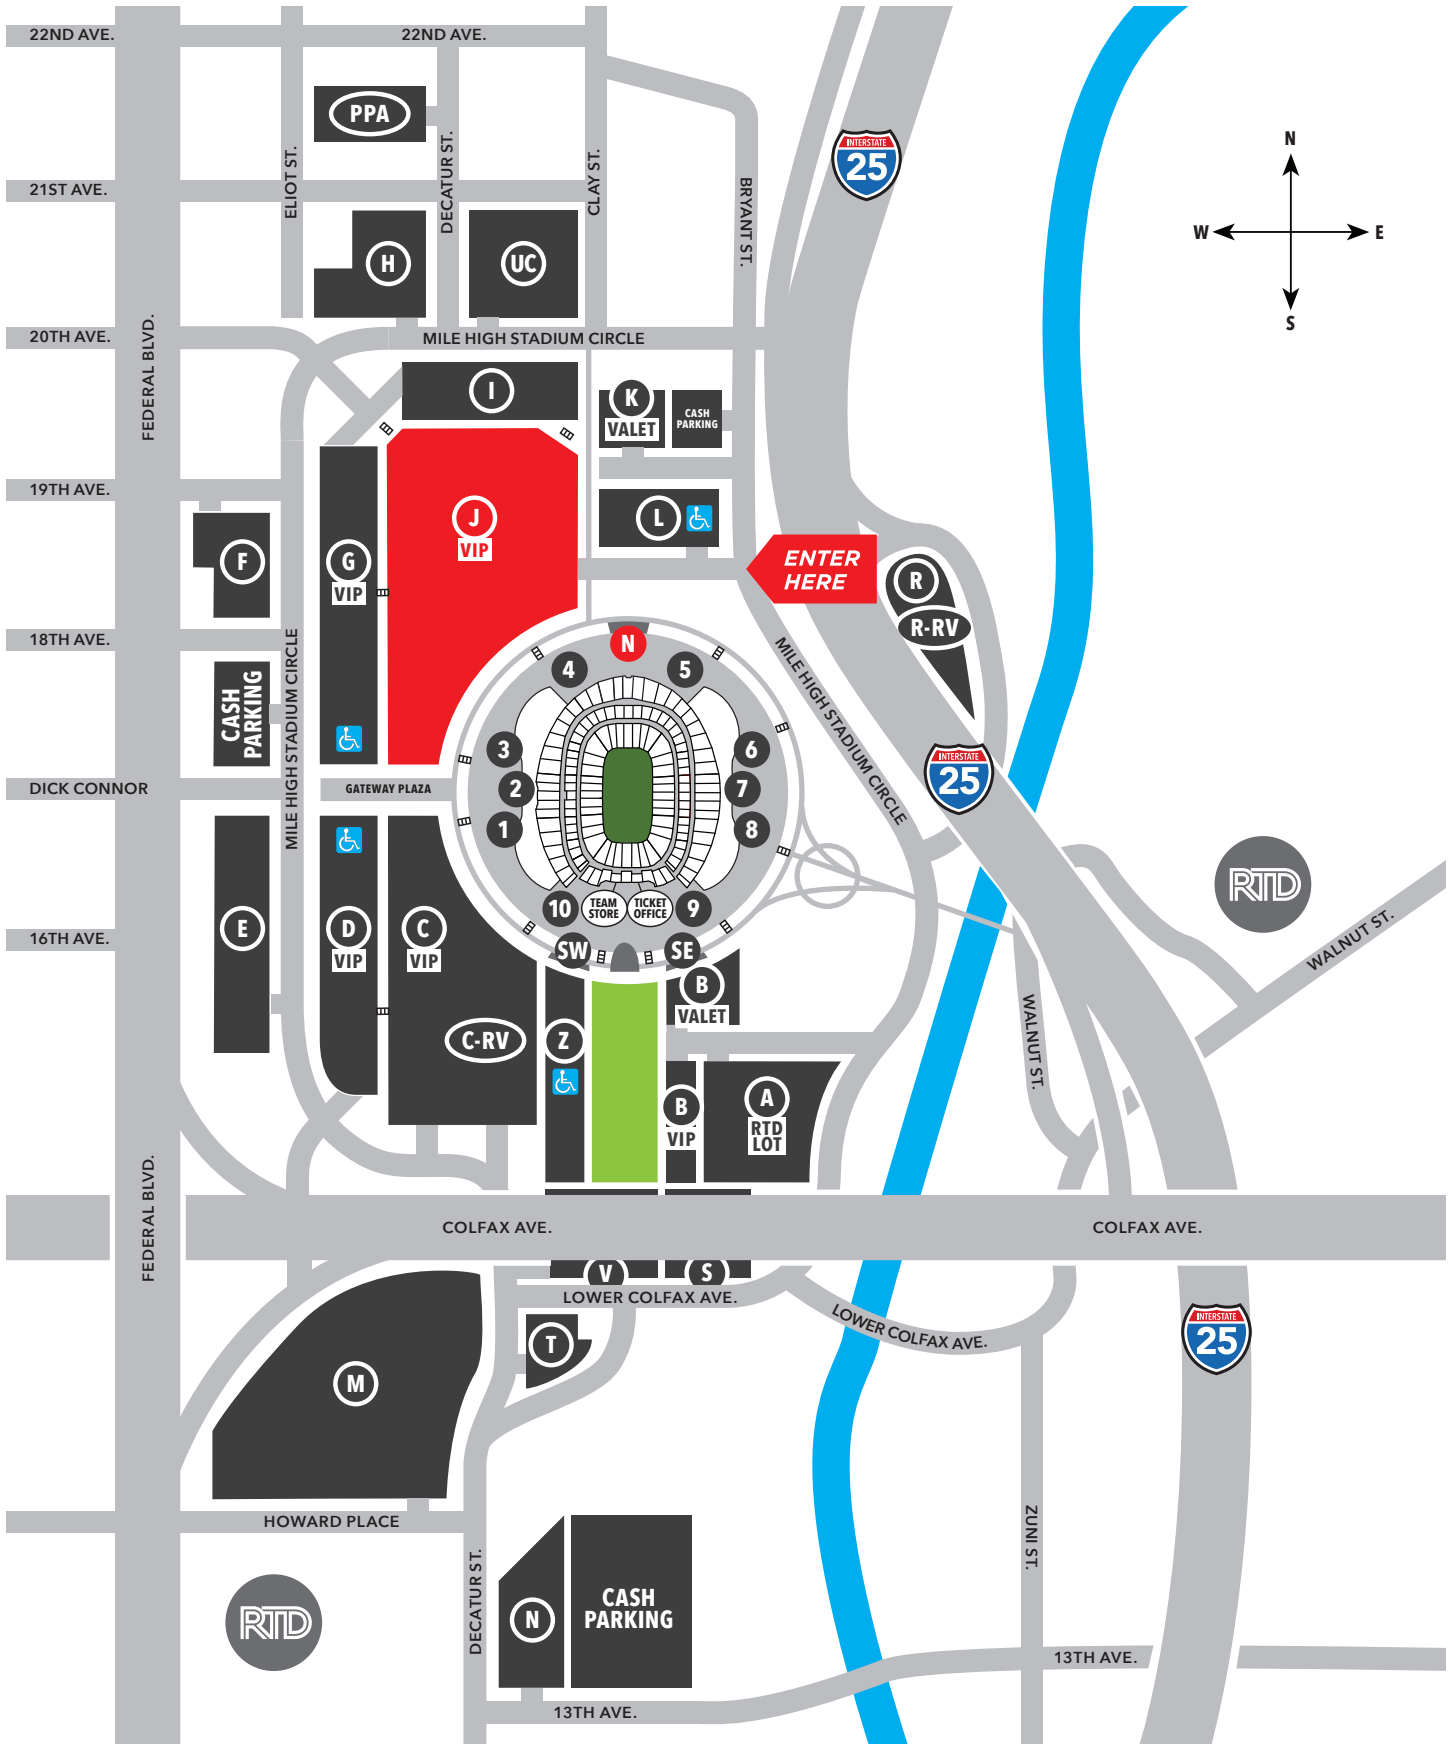 22ND AVE.
22ND AVE.
PPA
ELIOT ST.
DECATUR ST.
CLAY ST.
BRYANT ST.
INTERSTATE
25
N
W
E
S
21ST AVE.
H
UC
20TH AVE.
MILE HIGH STADIUM CIRCLE
FEDERAL BLVD.
I
K
VALET
CASH
PARKING
19TH AVE.
J
VIP
L
F
G
VIP
ENTER
HERE
R
R-RV
18TH AVE.
MILE HIGH STADIUM CIRCLE
CASH
PARKING
N
4
5
3
6
2
7
1
8
MILE HIGH STADIUM CIRCLE
INTERSTATE
25
DICK CONNOR
GATEWAY PLAZA
10
TEAM
STORE
TICKET
OFFICE
9
SW
SE
RTD
WALNUT ST.
16TH AVE.
E
D
VIP
C
VIP
B
VALET
C-RV
Z
WALNUT ST.
B
VIP
A
RTD
LOT
FEDERAL BLVD.
COLFAX AVE.
COLFAX AVE.
V
S
LOWER COLFAX AVE.
LOWER COLFAX AVE.
INTERSTATE
25
T
M
HOWARD PLACE
ZUNI ST.
DECATUR ST.
RTD
N
CASH
PARKING
13TH AVE.
13TH AVE.